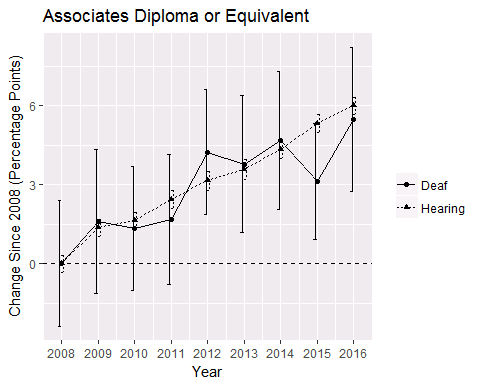 Associates Diploma or Equivalent
Change Since 2008 (Percentage Points)
6
3
0
2008 2009 2010 2011 2012 2013 2014 2015 2016
Year
Deaf
Hearing